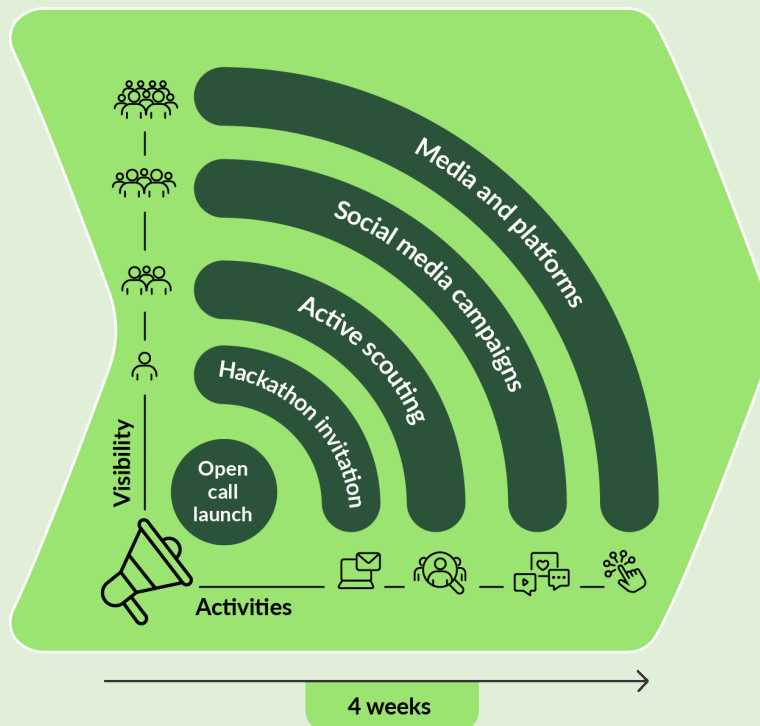 Media and platforms
Social media campaigns
Active scouting
Hackathon invitation
Open
call
launch
Visibility
Activities
4 weeks